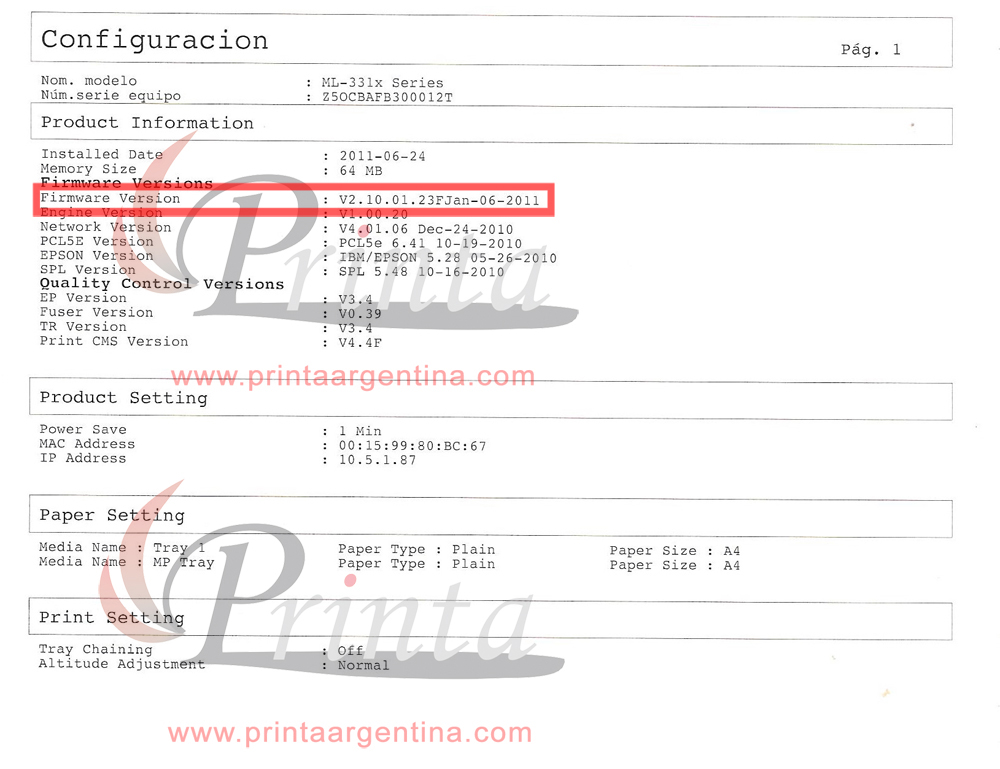 Configuracion
Pág. 1
Nom. modelo : ML-331x Series
Núm.serie equipo : Z5OCBAFB300012T
Product Information
Installed Date : 2011-06-24
Memory Size : 64 MB
Firmware Versions
Firmware Version : V2.10.01.23FJan-06-2011
Engine Version : V1.00.20
Network Version : V4.01.06 Dec-24-2010
PCL5E Version : PCL5e 6.41 10-19-2010
EPSON Version : IBM/EPSON 5.28 05-26-2010
SPL Version : SPL 5.48 10-16-2010
Quality Control Versions
EP Version : V3.4
Fuser Version : V0.39
TR Version : V3.4
Print CMS Version : V4.4F
Printa
www.printaargentina.com
Product Setting
Power Save : 1 Min
MAC Address : 00:15:99:80:BC:67
IP Address : 10.5.1.87
Paper Setting
Media Name : Tray 1 Paper Type : Plain Paper Size : A4
Media Name : MP Tray Paper Type : Plain Paper Size : A4
Printa
Print Setting
Tray Chaining : Off
Altitude Adjustment : Normal
www.printaargentina.com